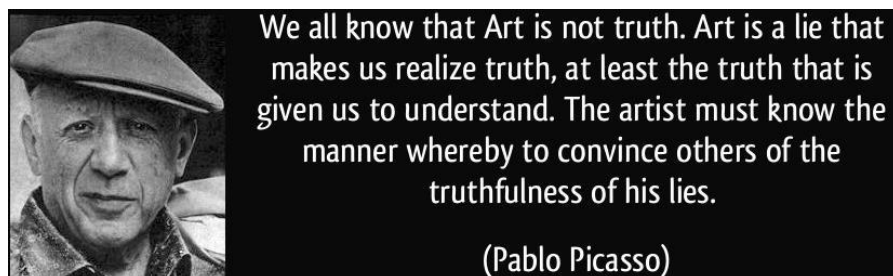 We all know that Art is not truth. Art is a lie that
makes us realize truth, at least the truth that is
given us to understand. The artist must know the
manner whereby to convince others of the
truthfulness of his lies.
(Pablo Picasso)